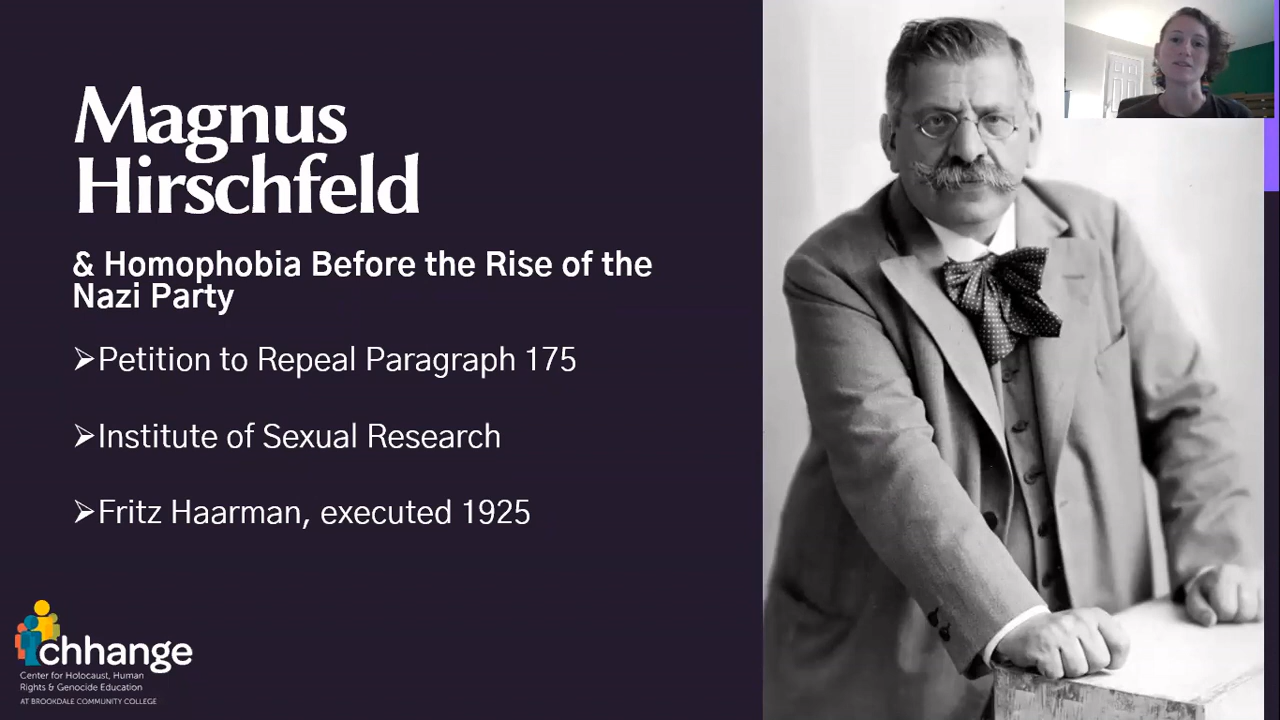 Magnus
Hirschfeld
& Homophobia Before the Rise of the
Nazi Party
➢Petition to Repeal Paragraph 175
➢Institute of Sexual Research
➢Fritz Haarman, executed 1925
chhange
Center for Holocaust, Human
Rights & Genocide Education
AT BROOKDALE COMMUNITY COLLEGE